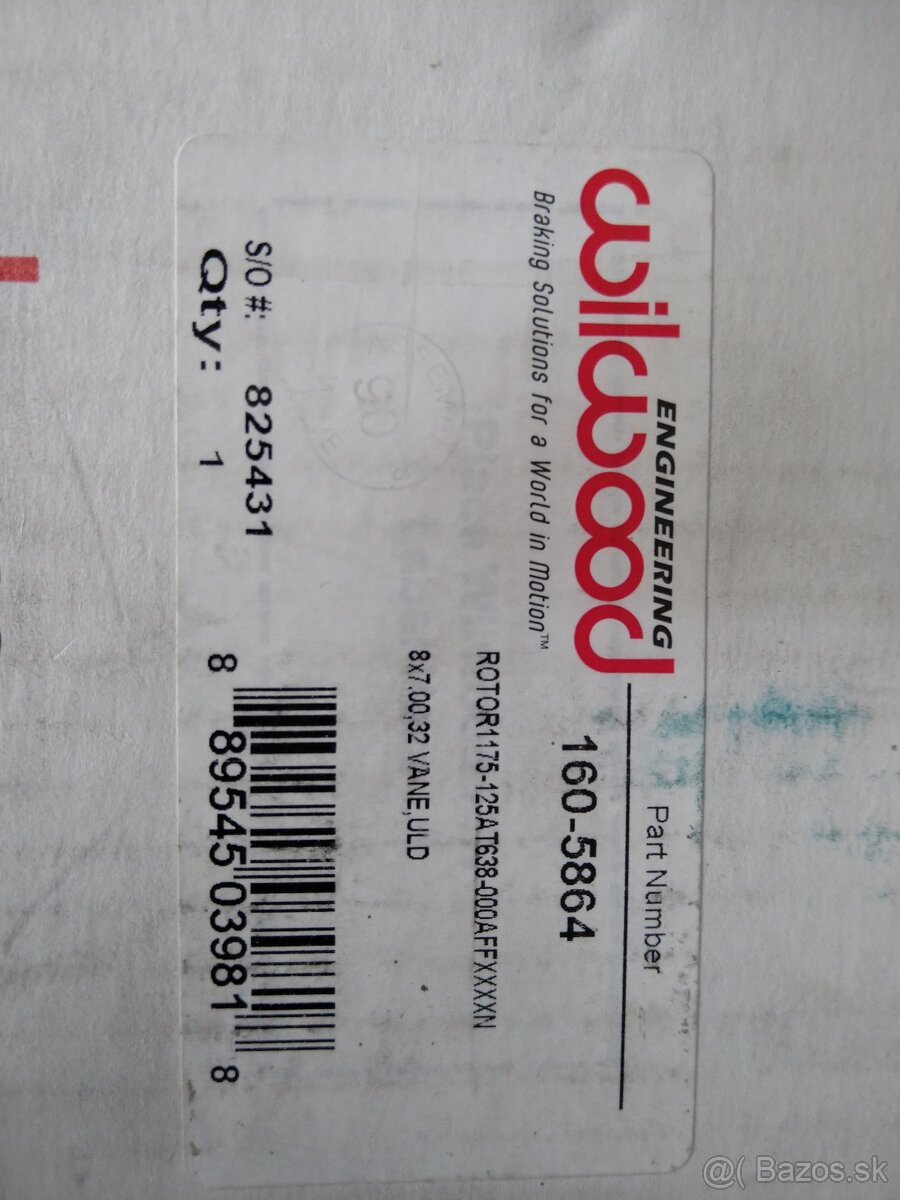 ENGINEERING
wilwood
Braking Solutions for a World in Motion™
Part Number
160-5864
ROTOR1175-125AT638-000AFFXXXXN
8x7.00,32 VANE,ULD
S/O #: 825431
Qty: 1
8 89545 03981 8
@( Bazos.sk